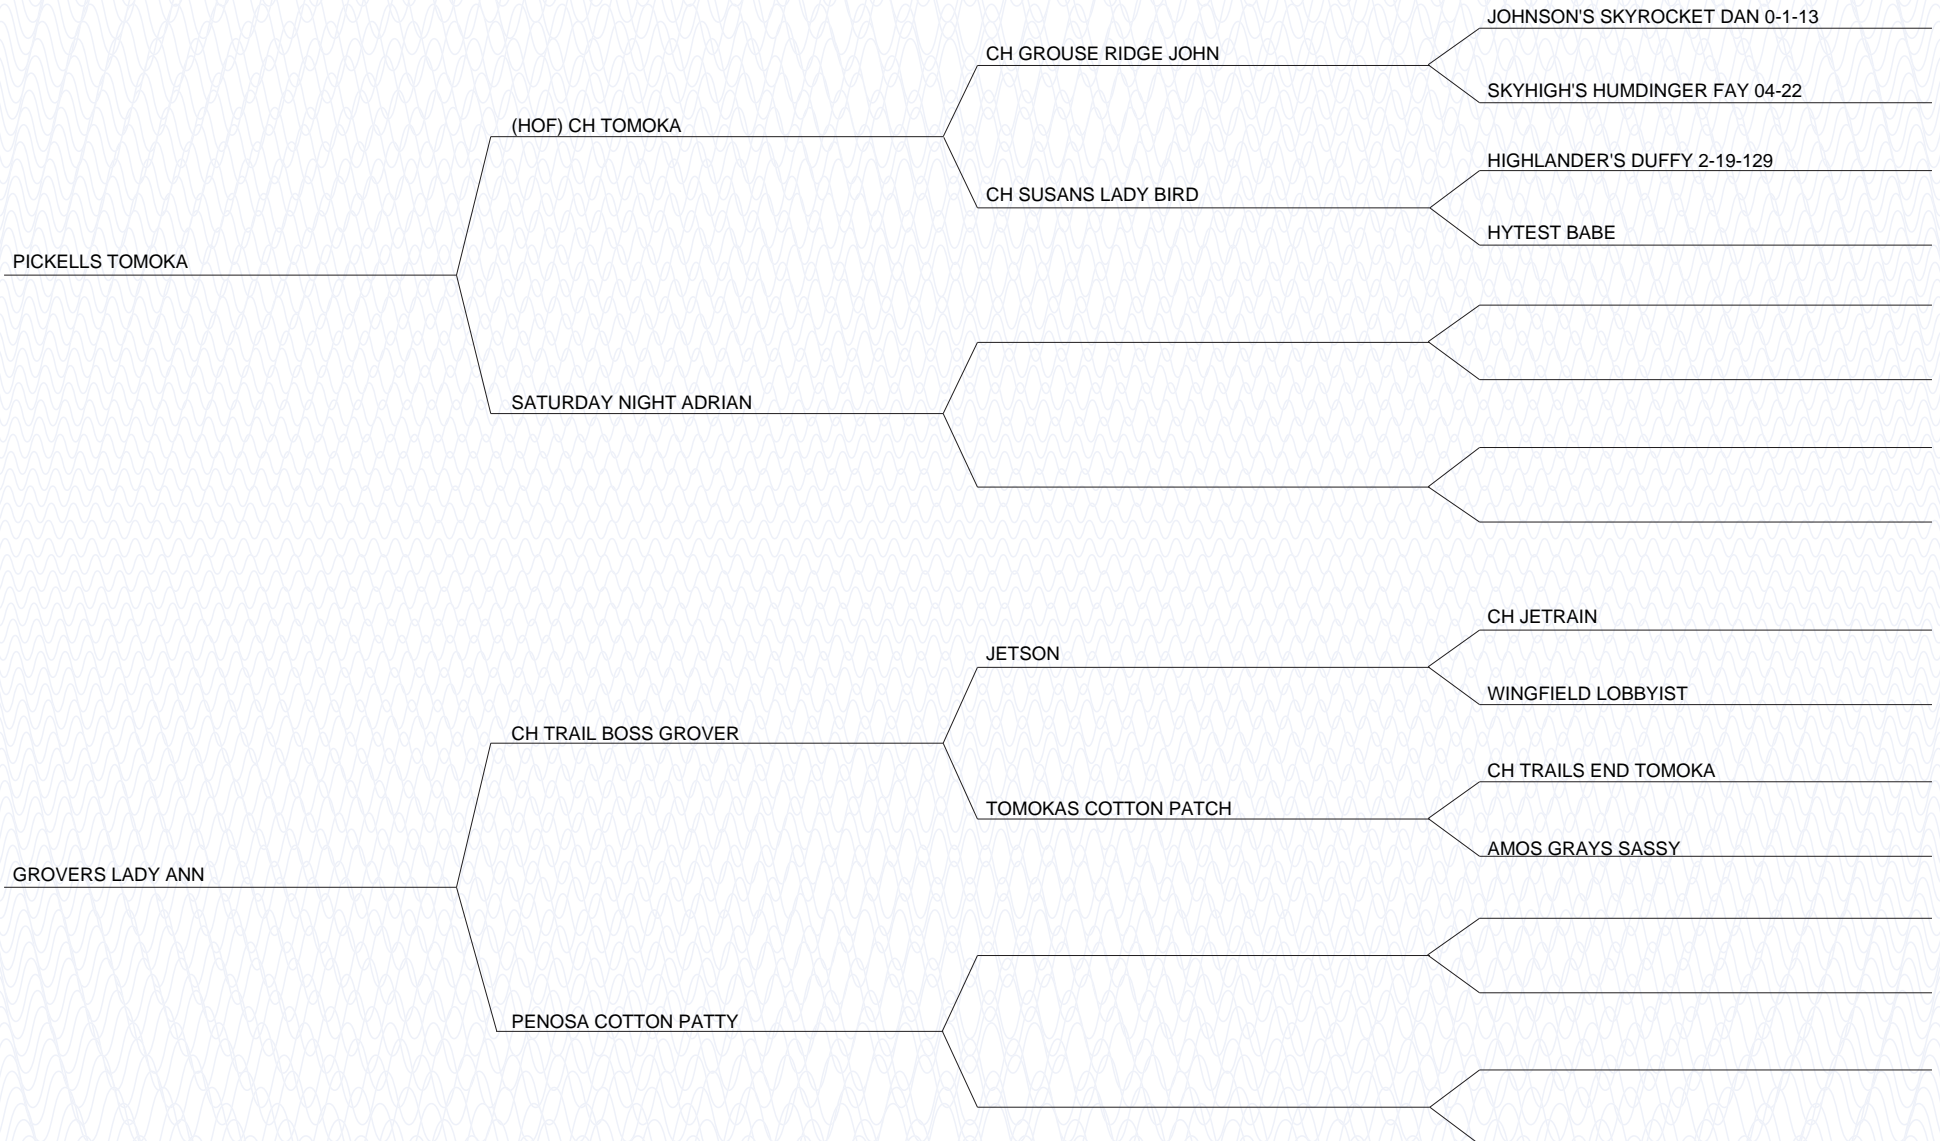 JOHNSON'S SKYROCKET DAN 0-1-13
CH GROUSE RIDGE JOHN
SKYHIGH'S HUMDINGER FAY 04-22
(HOF) CH TOMOKA
HIGHLANDER'S DUFFY 2-19-129
CH SUSANS LADY BIRD
HYTEST BABE
PICKELLS TOMOKA
SATURDAY NIGHT ADRIAN
CH JETRAIN
JETSON
WINGFIELD LOBBYIST
CH TRAIL BOSS GROVER
CH TRAILS END TOMOKA
TOMOKAS COTTON PATCH
AMOS GRAYS SASSY
GROVERS LADY ANN
PENOSA COTTON PATTY